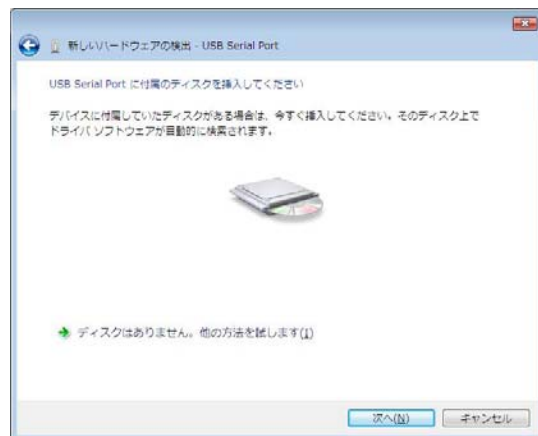 新しいハードウェアの検出 - USB Serial Port
USB Serial Port に付属のディスクを挿入してください
デバイスに付属していたディスクがある場合は、今すぐ挿入してください。そのディスク上で
ドライバ ソフトウェアが自動的に検索されます。
ディスクはありません。他の方法を試します(I)
次へ(N)
キャンセル